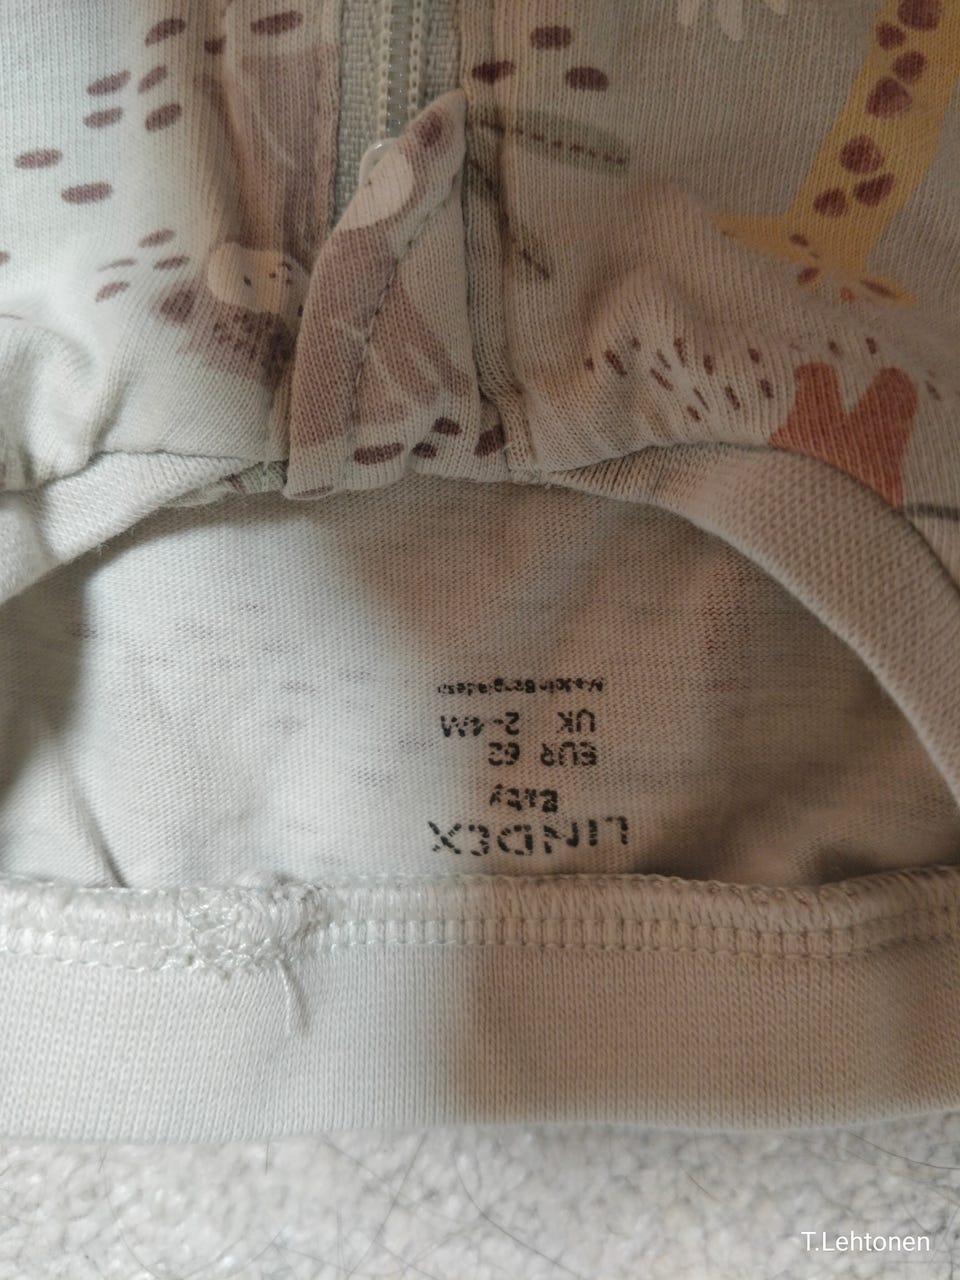 LINDEX
Baby
EUR 62
UK 2-4M
Made in Bangladesh
T.Lehtonen